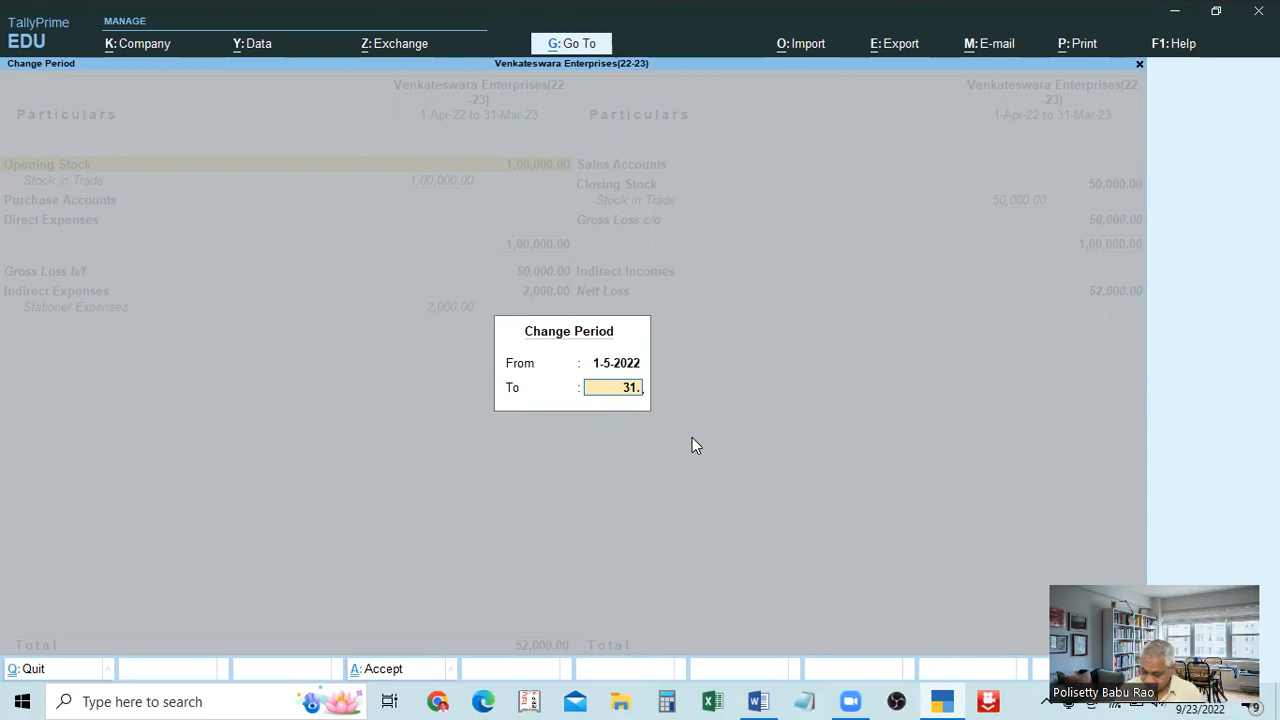 TallyPrime
EDU
MANAGE
K: Company
Y: Data
Z: Exchange
G: Go To
O: Import
E: Export
M: E-mail
P: Print
F1: Help
Change Period
Venkateswara Enterprises(22-23)
×
Particulars
Venkateswara Enterprises(22
-23)
1-Apr-22 to 31-Mar-23
Particulars
Venkateswara Enterprises(22
-23)
1-Apr-22 to 31-Mar-23
Opening Stock 1,00,000.00 Sales Accounts
Stock in Trade 1,00,000.00 Closing Stock 50,000.00
Purchase Accounts Stock in Trade 50,000.00
Direct Expenses Gross Loss c/o 50,000.00
1,00,000.00 1,00,000.00
Gross Loss b/f 50,000.00 Indirect Incomes
Indirect Expenses 2,000.00 Nett Loss 52,000.00
Stationer Expenses 2,000.00
Change Period
From : 1-5-2022
To : 31.
Total 52,000.00 Total
Q: Quit
A: Accept
Polisetty Babu Rao
Type here to search
9/23/2022
9